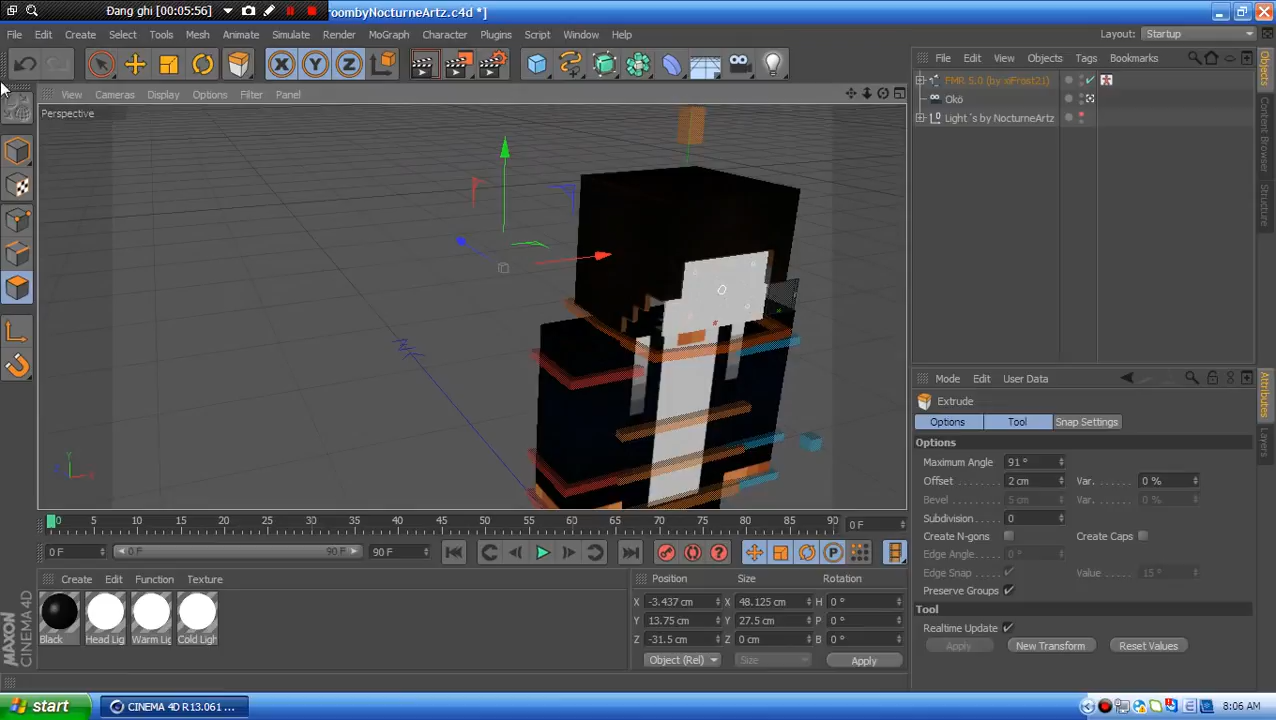 Đang ghi [00:05:56]
roombyNocturneArtz.c4d *]
File Edit Create Select Tools Mesh Animate Simulate Render MoGraph Character Plugins Script Window Help
Layout: Startup
File Edit View Objects Tags Bookmarks
View Cameras Display Options Filter Panel
Perspective
FMR 5.0 (by xiFrost21)
Okö
Light´s by NocturneArtz
Objects
Content Browser
Structure
Y
X
Mode Edit User Data
Extrude
Options Tool Snap Settings
Options
Maximum Angle 91 °
Offset 2 cm Var. 0 %
Bevel 5 cm Var. 0 %
Subdivision 0
Create N-gons Create Caps
Edge Angle 0 °
Edge Snap Value 15 °
Preserve Groups
Tool
Realtime Update
Apply New Transform Reset Values
Attributes
Layers
0 5 10 15 20 25 30 35 40 45 50 55 60 65 70 75 80 85 90 0 F
0 F 0 F 90 F 90 F
Create Edit Function Texture
Black Head Lig Warm Lig Cold Ligh
Position Size Rotation
X -3.437 cm X 48.125 cm H 0 °
Y 13.75 cm Y 27.5 cm P 0 °
Z -31.5 cm Z 0 cm B 0 °
Object (Rel) Size Apply
MAXON
CINEMA 4D
start
CINEMA 4D R13.061 ...
8:06 AM